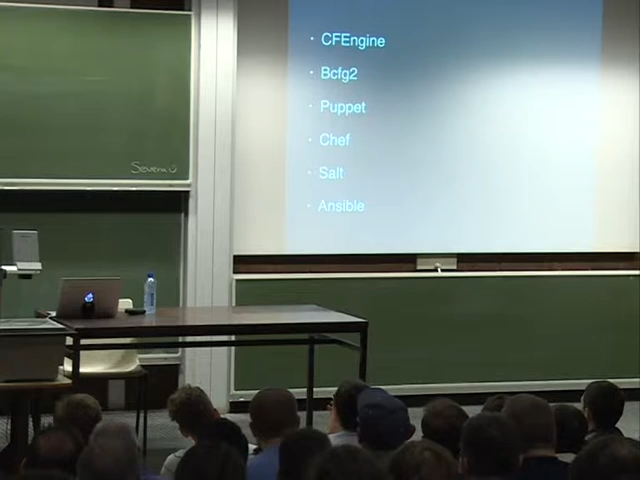 · CFEngine
· Bcfg2
· Puppet
· Chef
· Salt
· Ansible